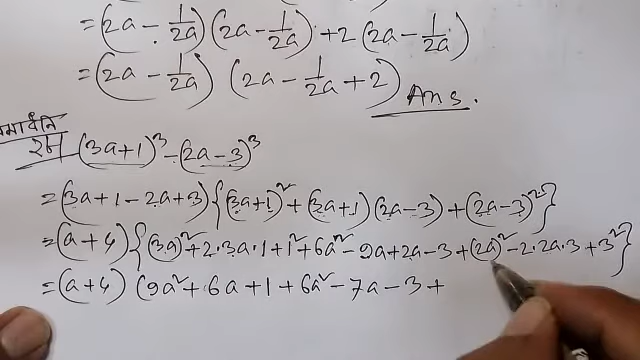 = (2a - 1/2a) (2a - 1/2a) + 2 (2a - 1/2a)
= (2a - 1/2a) (2a - 1/2a + 2) Ans.
(3a+1)³ - (2a-3)³
= (3a+1-2a+3) {(3a+1)² + (3a+1) (2a-3) + (2a-3)²}
= (a+4) {(3a)² + 2·3a·1 + 1² + 6a² - 9a + 2a - 3 + (2a)² - 2·2a·3 + 3²}
= (a+4) (9a² + 6a + 1 + 6a² - 7a - 3 +